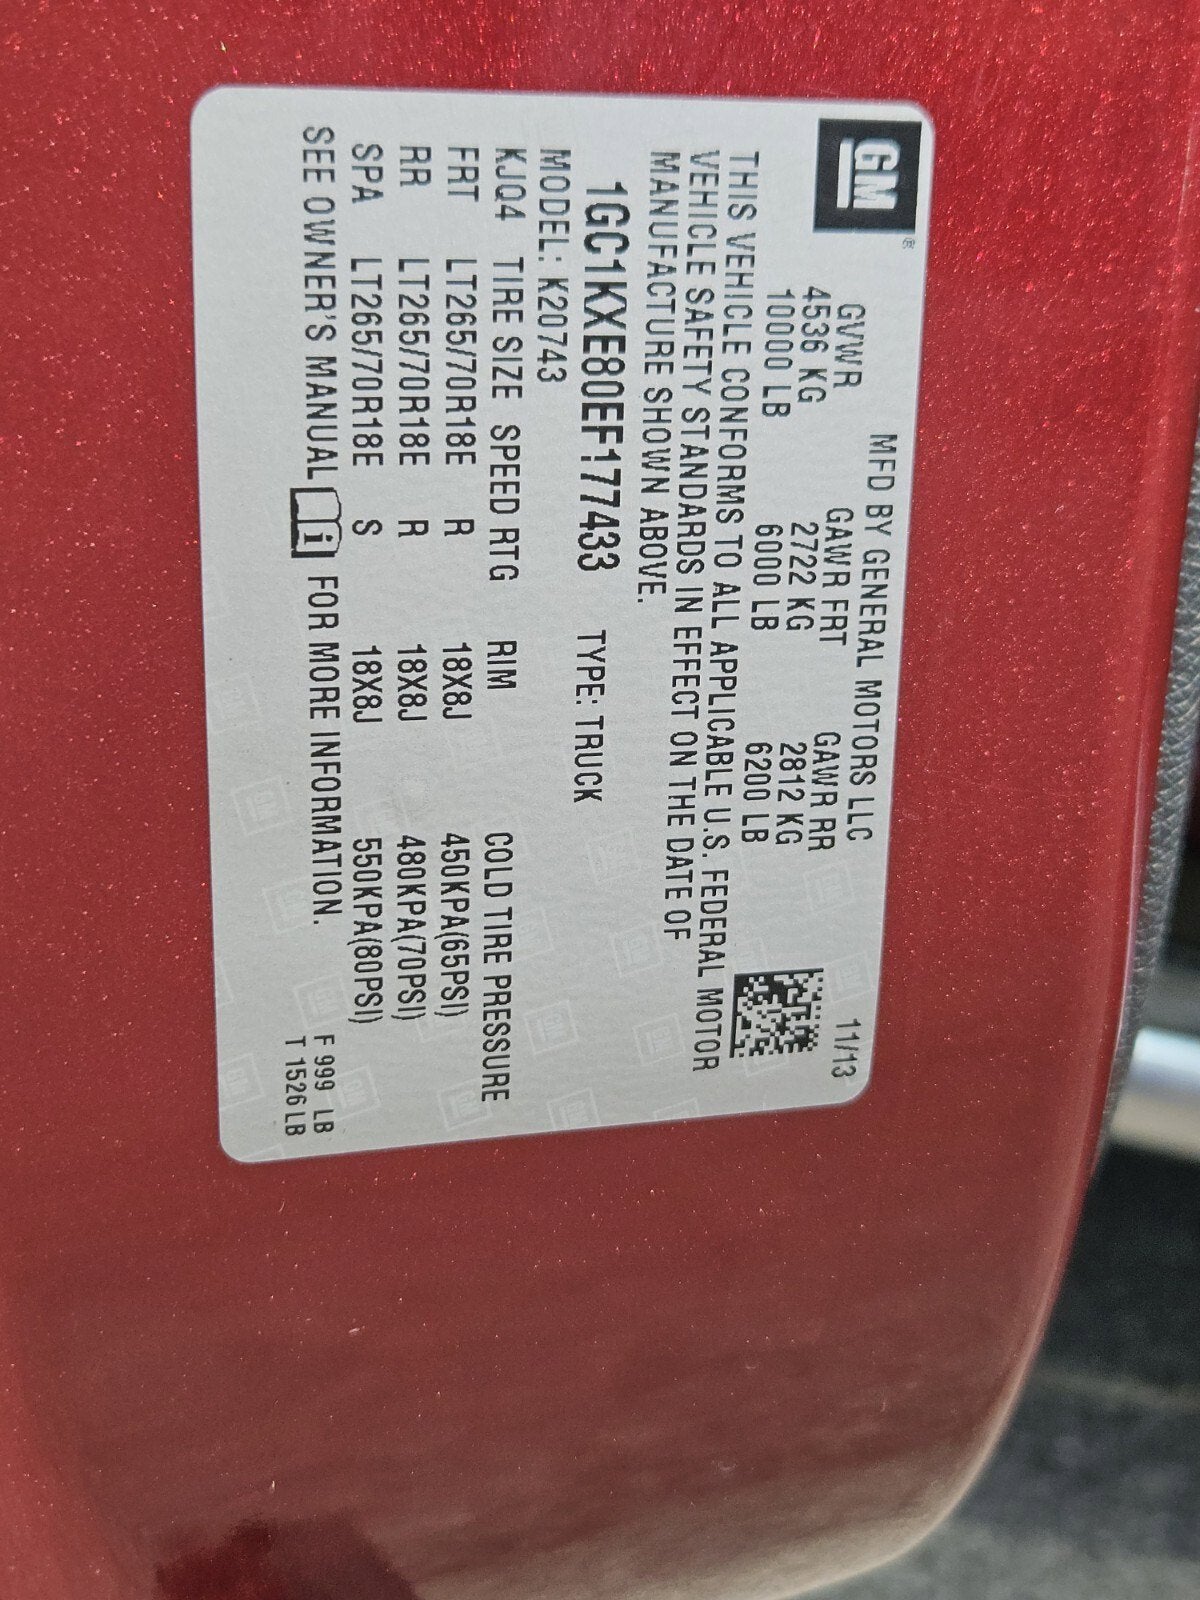 GM ®
MFD BY GENERAL MOTORS LLC 11/13
GVWR GAWR FRT GAWR RR
4536 KG 2722 KG 2812 KG
10000 LB 6000 LB 6200 LB
THIS VEHICLE CONFORMS TO ALL APPLICABLE U.S. FEDERAL MOTOR
VEHICLE SAFETY STANDARDS IN EFFECT ON THE DATE OF
MANUFACTURE SHOWN ABOVE.
1GC1KXE80EF177433 TYPE: TRUCK
MODEL: K20743
KJQ4 TIRE SIZE SPEED RTG RIM COLD TIRE PRESSURE
FRT LT265/70R18E R 18X8J 450KPA(65PSI)
RR LT265/70R18E R 18X8J 480KPA(70PSI)
SPA LT265/70R18E S 18X8J 550KPA(80PSI)
SEE OWNER'S MANUAL i FOR MORE INFORMATION.
F 999 LB
T 1526 LB